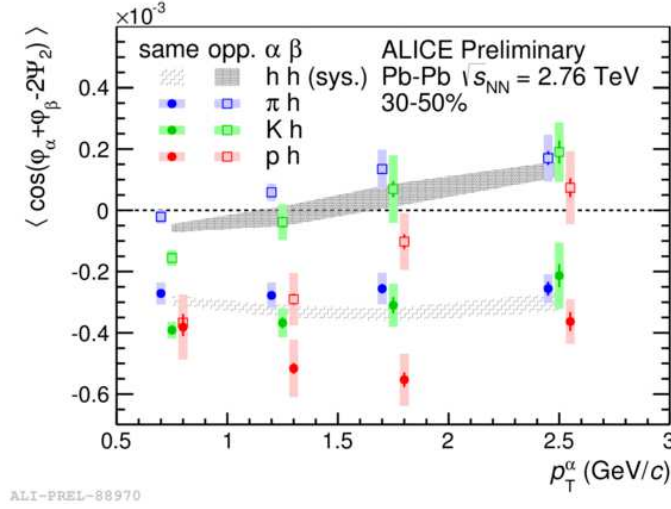 ×10⁻³
same opp. α β
h h (sys.)
π h
K h
p h
ALICE Preliminary
Pb-Pb √sNN = 2.76 TeV
30-50%
⟨ cos(φα+φβ-2Ψ2) ⟩
0.4
0.2
0
-0.2
-0.4
-0.6
0.5 1 1.5 2 2.5 3
pTα (GeV/c)
ALI-PREL-88970